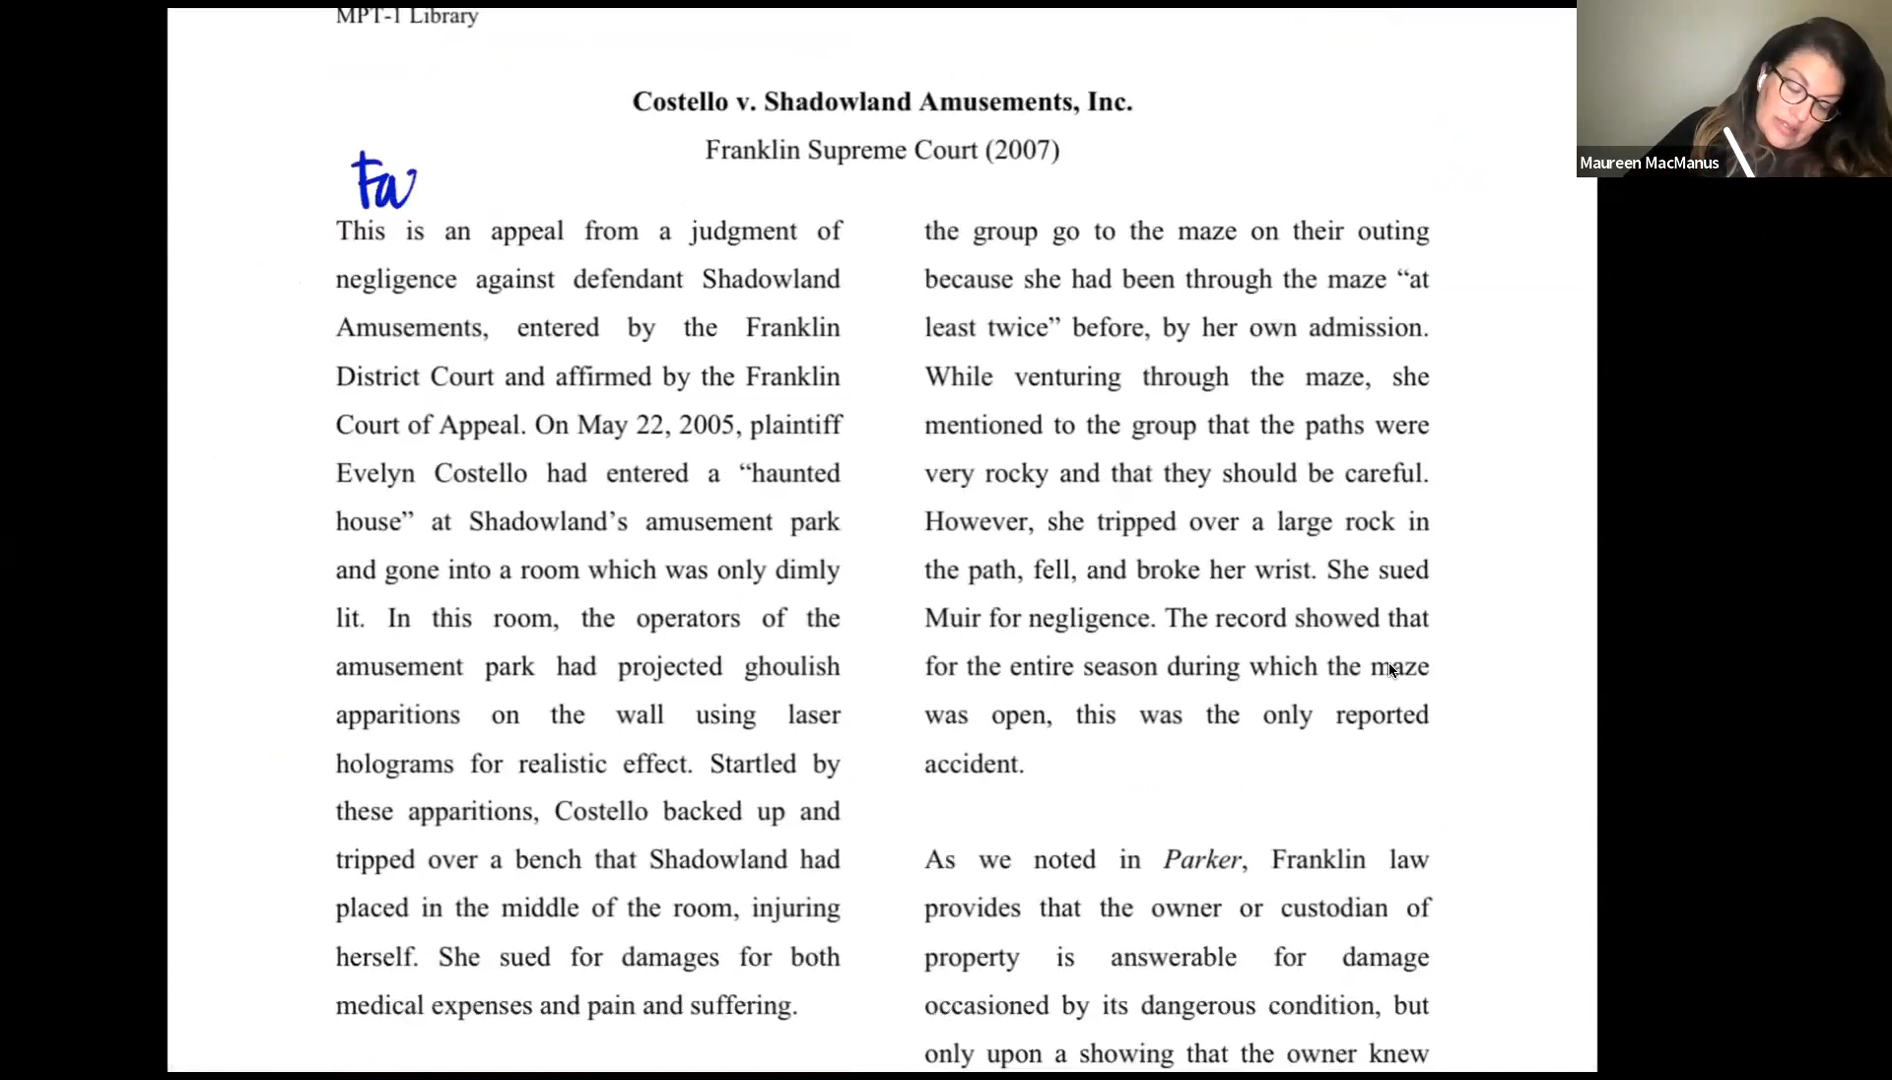 MPT-1 Library
Costello v. Shadowland Amusements, Inc.
Franklin Supreme Court (2007)
Fa
This is an appeal from a judgment of
negligence against defendant Shadowland
Amusements, entered by the Franklin
District Court and affirmed by the Franklin
Court of Appeal. On May 22, 2005, plaintiff
Evelyn Costello had entered a “haunted
house” at Shadowland’s amusement park
and gone into a room which was only dimly
lit. In this room, the operators of the
amusement park had projected ghoulish
apparitions on the wall using laser
holograms for realistic effect. Startled by
these apparitions, Costello backed up and
tripped over a bench that Shadowland had
placed in the middle of the room, injuring
herself. She sued for damages for both
medical expenses and pain and suffering.
the group go to the maze on their outing
because she had been through the maze “at
least twice” before, by her own admission.
While venturing through the maze, she
mentioned to the group that the paths were
very rocky and that they should be careful.
However, she tripped over a large rock in
the path, fell, and broke her wrist. She sued
Muir for negligence. The record showed that
for the entire season during which the maze
was open, this was the only reported
accident.
As we noted in Parker, Franklin law
provides that the owner or custodian of
property is answerable for damage
occasioned by its dangerous condition, but
only upon a showing that the owner knew
Maureen MacManus